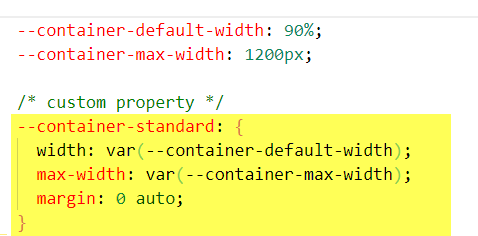 --container-default-width: 90%;
--container-max-width: 1200px;
/* custom property */
--container-standard: {
width: var(--container-default-width);
max-width: var(--container-max-width);
margin: 0 auto;
}